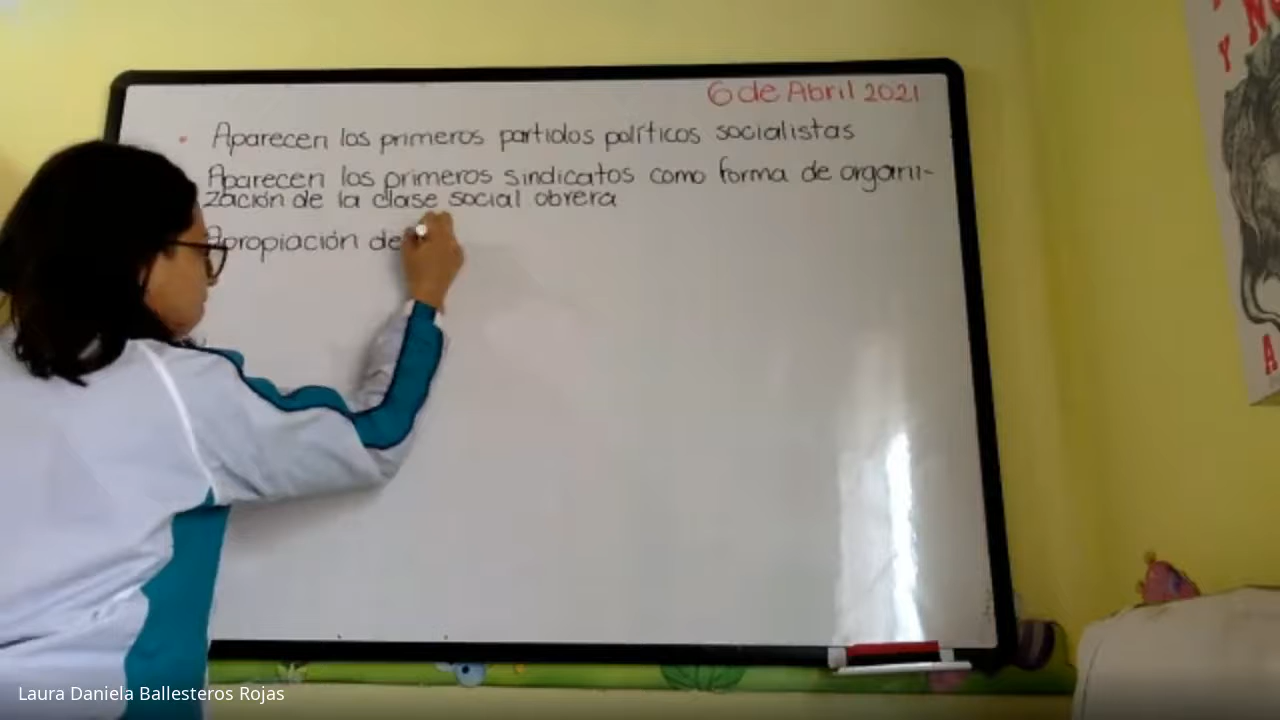 6 de Abril 2021
• Aparecen los primeros partidos políticos socialistas
Aparecen los primeros sindicatos como forma de organi-
zación de la clase social obrera
Apropiación de
Y NO
A
Laura Daniela Ballesteros Rojas